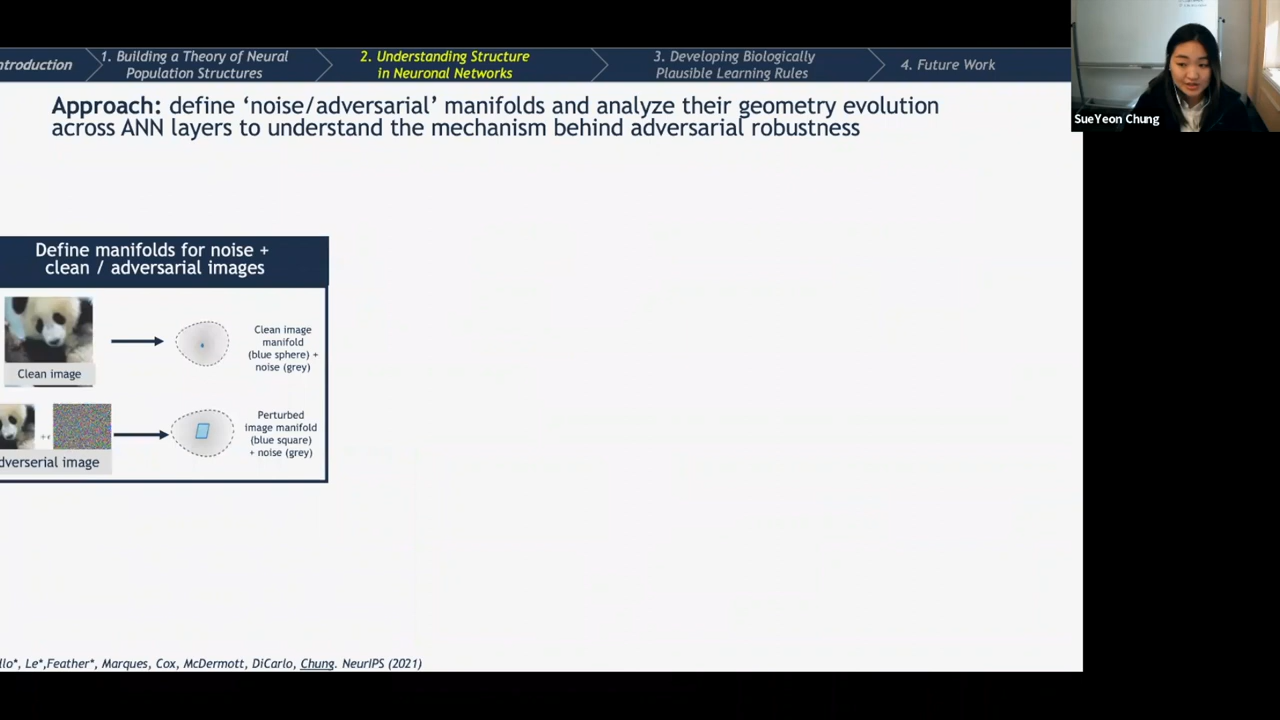 ntroduction
1. Building a Theory of Neural
Population Structures
2. Understanding Structure
in Neuronal Networks
3. Developing Biologically
Plausible Learning Rules
4. Future Work
SueYeon Chung
Approach: define ‘noise/adversarial’ manifolds and analyze their geometry evolution
across ANN layers to understand the mechanism behind adversarial robustness
Define manifolds for noise +
clean / adversarial images
Clean image
Clean image
manifold
(blue sphere) +
noise (grey)
dverserial image
Perturbed
image manifold
(blue square)
+ noise (grey)
llo*, Le*,Feather*, Marques, Cox, McDermott, DiCarlo, Chung. NeurIPS (2021)